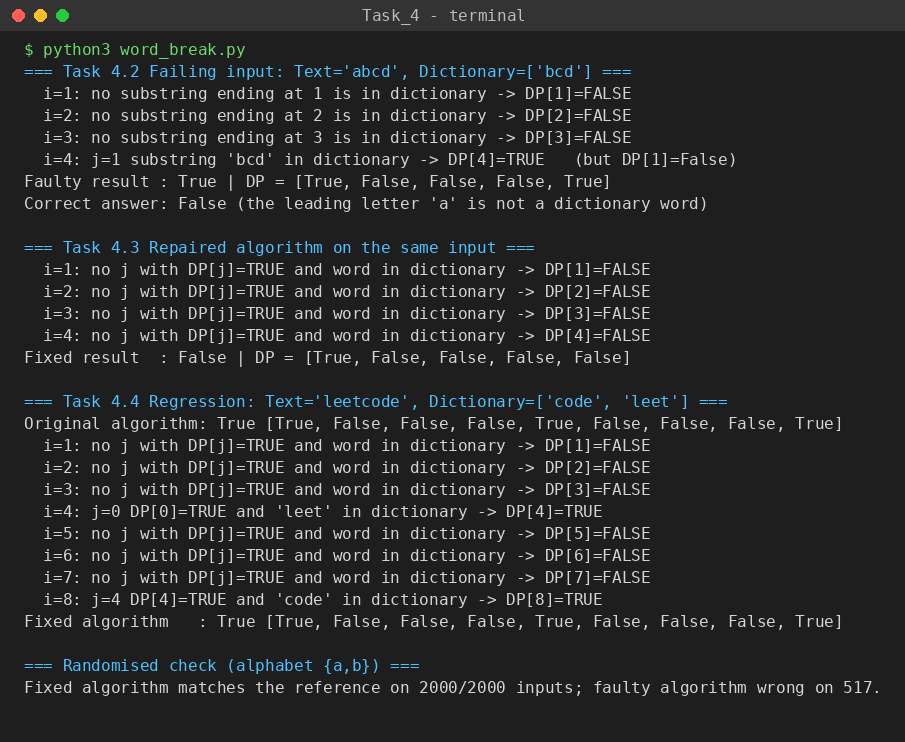 Task_4 - terminal
$ python3 word_break.py
=== Task 4.2 Failing input: Text='abcd', Dictionary=['bcd'] ===
  i=1: no substring ending at 1 is in dictionary -> DP[1]=FALSE
  i=2: no substring ending at 2 is in dictionary -> DP[2]=FALSE
  i=3: no substring ending at 3 is in dictionary -> DP[3]=FALSE
  i=4: j=1 substring 'bcd' in dictionary -> DP[4]=TRUE   (but DP[1]=False)
Faulty result : True | DP = [True, False, False, False, True]
Correct answer: False (the leading letter 'a' is not a dictionary word)

=== Task 4.3 Repaired algorithm on the same input ===
  i=1: no j with DP[j]=TRUE and word in dictionary -> DP[1]=FALSE
  i=2: no j with DP[j]=TRUE and word in dictionary -> DP[2]=FALSE
  i=3: no j with DP[j]=TRUE and word in dictionary -> DP[3]=FALSE
  i=4: no j with DP[j]=TRUE and word in dictionary -> DP[4]=FALSE
Fixed result  : False | DP = [True, False, False, False, False]

=== Task 4.4 Regression: Text='leetcode', Dictionary=['code', 'leet'] ===
Original algorithm: True [True, False, False, False, True, False, False, False, True]
  i=1: no j with DP[j]=TRUE and word in dictionary -> DP[1]=FALSE
  i=2: no j with DP[j]=TRUE and word in dictionary -> DP[2]=FALSE
  i=3: no j with DP[j]=TRUE and word in dictionary -> DP[3]=FALSE
  i=4: j=0 DP[0]=TRUE and 'leet' in dictionary -> DP[4]=TRUE
  i=5: no j with DP[j]=TRUE and word in dictionary -> DP[5]=FALSE
  i=6: no j with DP[j]=TRUE and word in dictionary -> DP[6]=FALSE
  i=7: no j with DP[j]=TRUE and word in dictionary -> DP[7]=FALSE
  i=8: j=4 DP[4]=TRUE and 'code' in dictionary -> DP[8]=TRUE
Fixed algorithm   : True [True, False, False, False, True, False, False, False, True]

=== Randomised check (alphabet {a,b}) ===
Fixed algorithm matches the reference on 2000/2000 inputs; faulty algorithm wrong on 517.